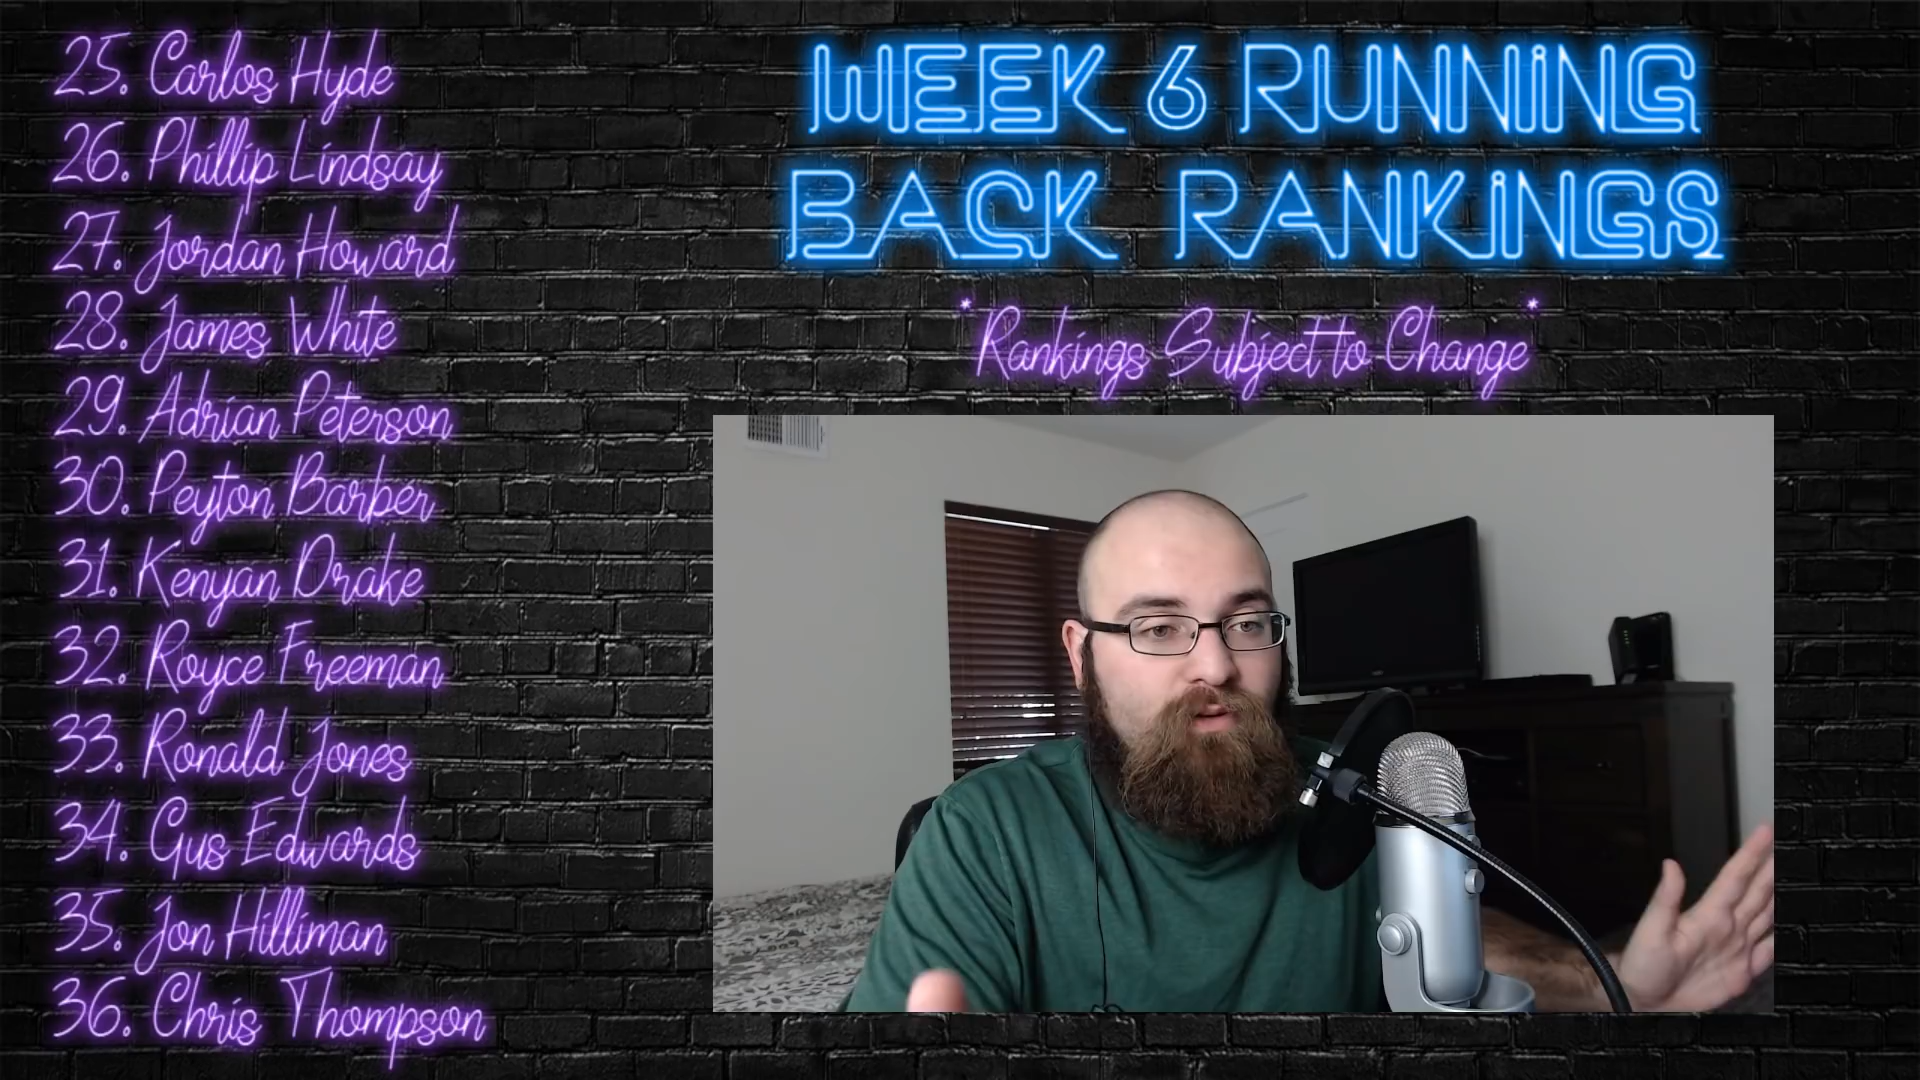 25. Carlos Hyde
26. Phillip Lindsay
27. Jordan Howard
28. James White
29. Adrian Peterson
30. Peyton Barber
31. Kenyan Drake
32. Royce Freeman
33. Ronald Jones
34. Gus Edwards
35. Jon Hilliman
36. Chris Thompson
WEEK 6 RUNNING
BACK RANKINGS
*Rankings Subject to Change*